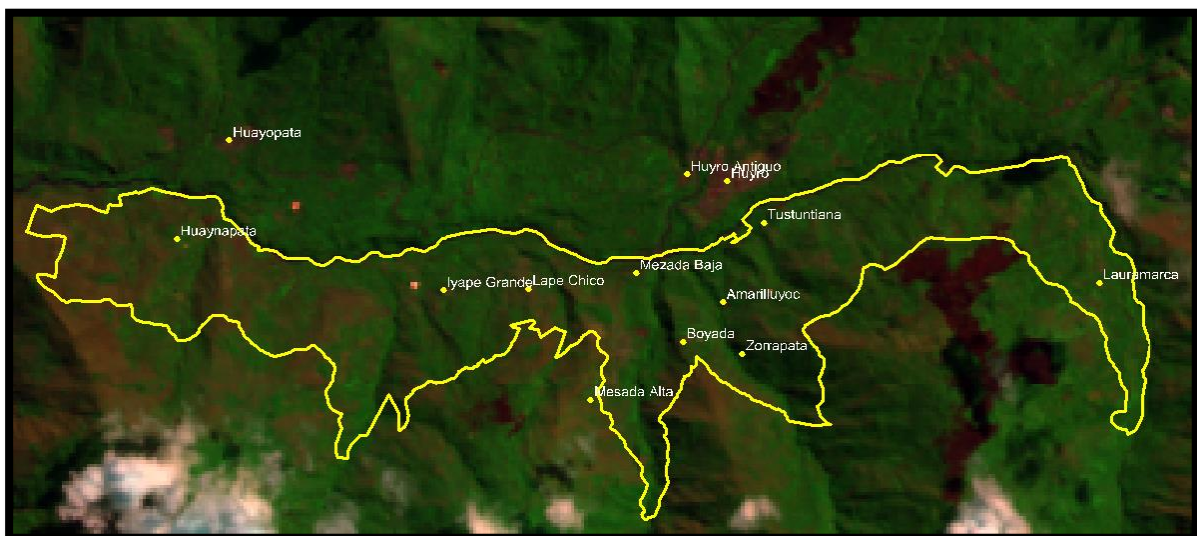 Huayopata
Huyro Antiguo
Huyro
Tustuntiana
Huaynapata
Mezada Baja
Lauramarca
Iyape Grande
Lape Chico
Amarilluyoc
Boyada
Zorrapata
Mesada Alta